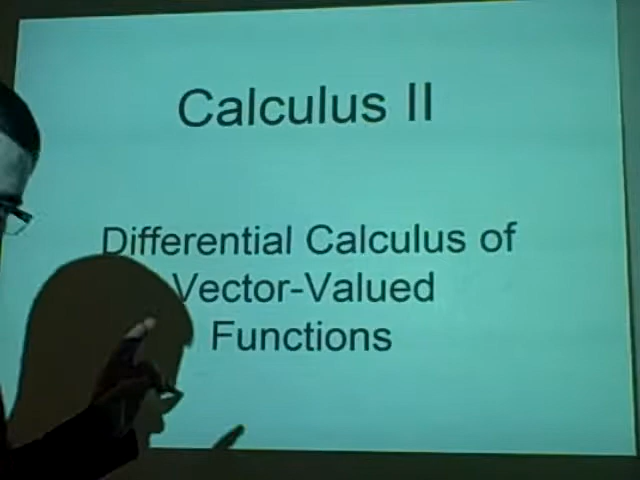 Calculus II
Differential Calculus of
Vector-Valued
Functions